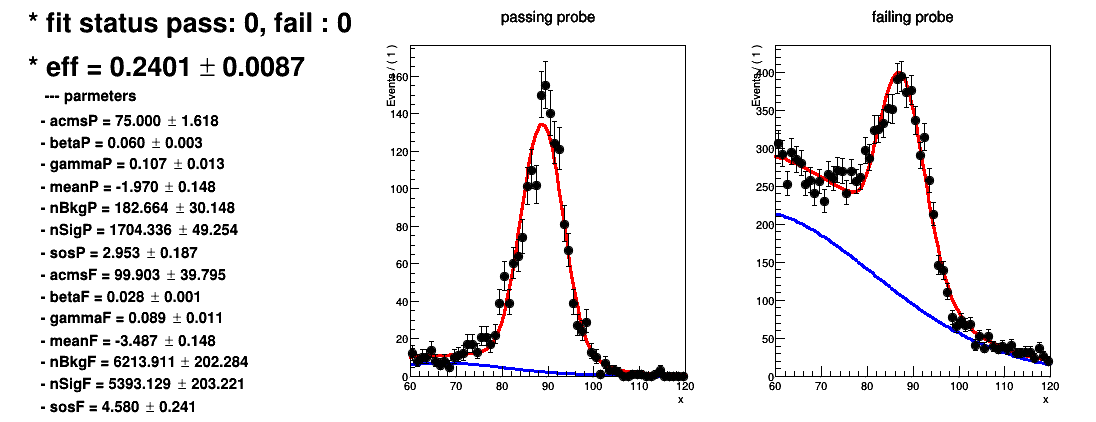 * fit status pass: 0, fail : 0
* eff = 0.2401 ± 0.0087
--- parmeters
- acmsP = 75.000 ± 1.618
- betaP = 0.060 ± 0.003
- gammaP = 0.107 ± 0.013
- meanP = -1.970 ± 0.148
- nBkgP = 182.664 ± 30.148
- nSigP = 1704.336 ± 49.254
- sosP = 2.953 ± 0.187
- acmsF = 99.903 ± 39.795
- betaF = 0.028 ± 0.001
- gammaF = 0.089 ± 0.011
- meanF = -3.487 ± 0.148
- nBkgF = 6213.911 ± 202.284
- nSigF = 5393.129 ± 203.221
- sosF = 4.580 ± 0.241
passing probe
Events / ( 1 )
160
140
120
100
80
60
40
20
0
60 70 80 90 100 110 120
x
failing probe
Events / ( 1 )
400
350
300
250
200
150
100
50
0
60 70 80 90 100 110 120
x